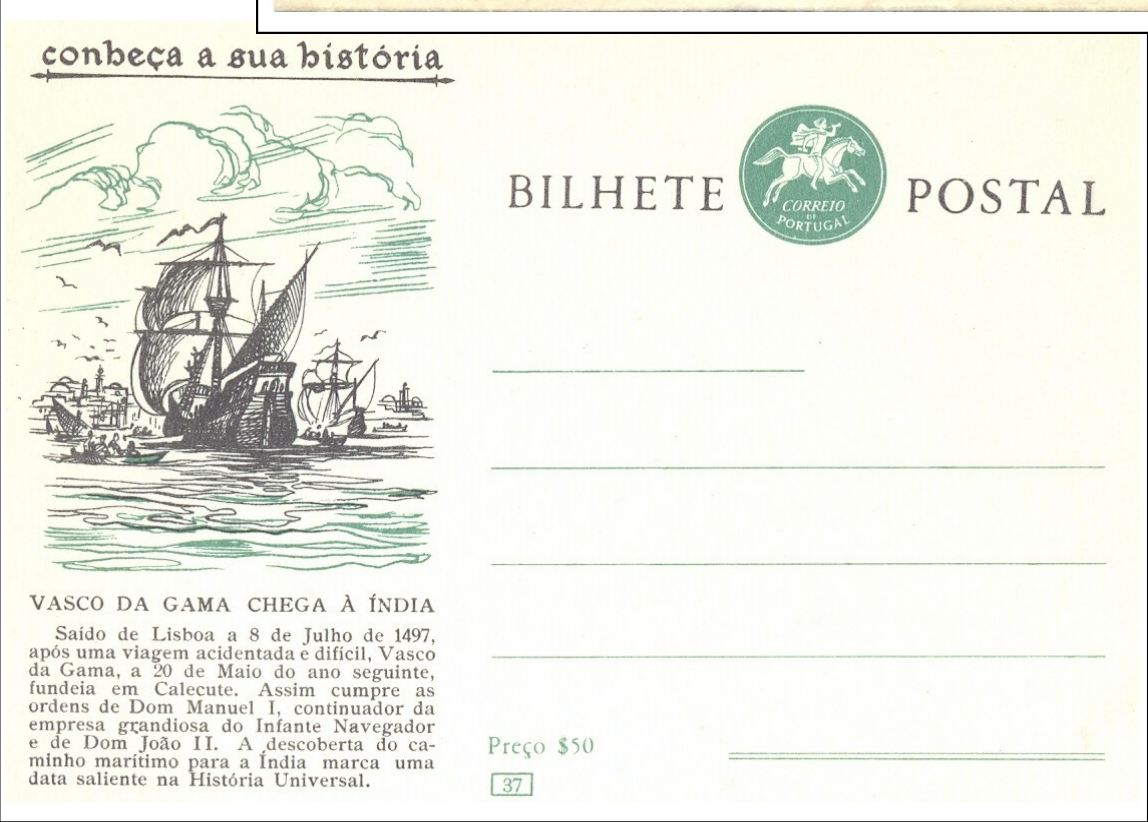 conheça a sua história
BILHETE POSTAL
CORREIO
DE
PORTUGAL
VASCO DA GAMA CHEGA À ÍNDIA
Saído de Lisboa a 8 de Julho de 1497,
após uma viagem acidentada e difícil, Vasco
da Gama, a 20 de Maio do ano seguinte,
fundeia em Calecute. Assim cumpre as
ordens de Dom Manuel I, continuador da
empresa grandiosa do Infante Navegador
e de Dom João II. A descoberta do ca-
minho marítimo para a Índia marca uma
data saliente na História Universal.
Preço $50
37